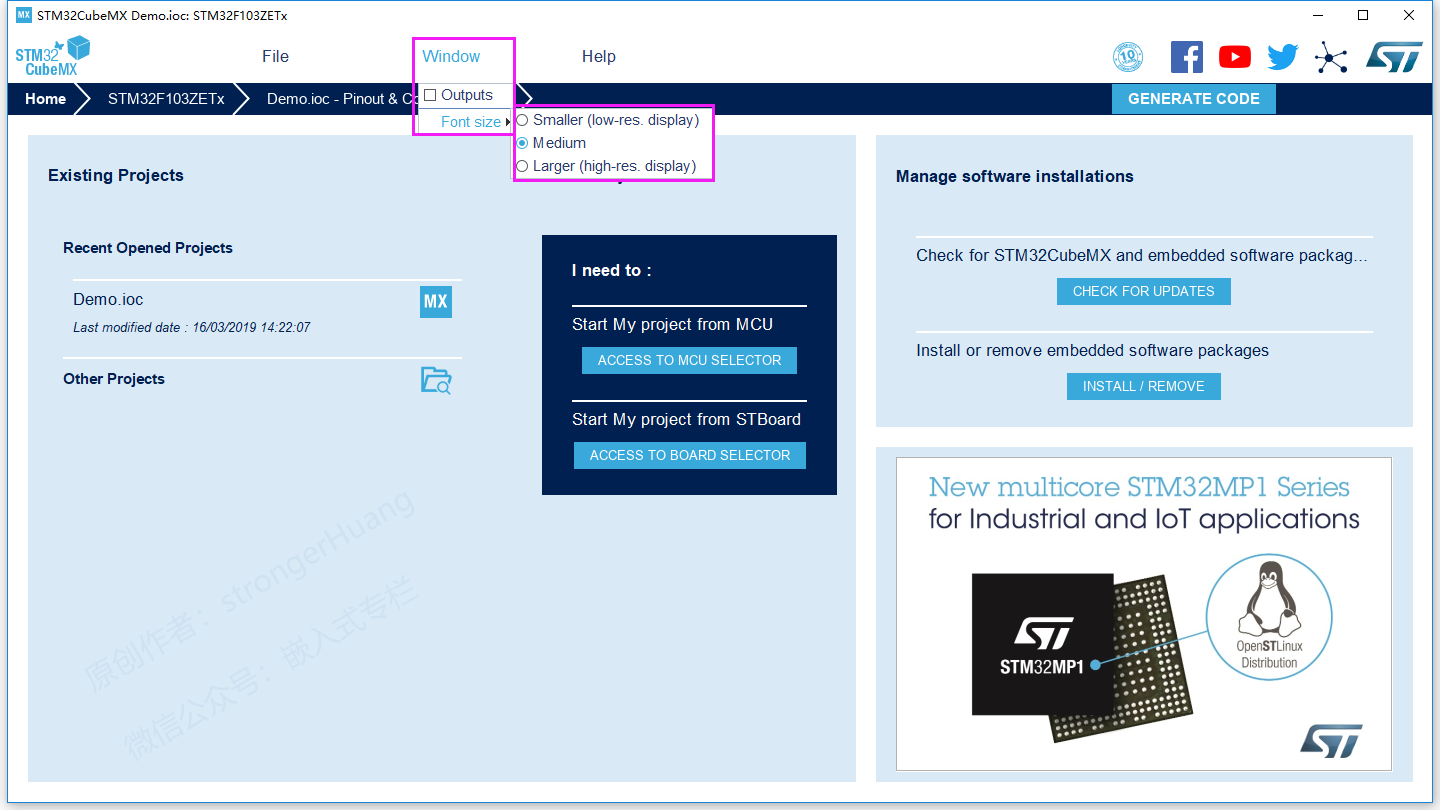 MX STM32CubeMX Demo.ioc: STM32F103ZETx
STM32
CubeMX
File
Window
Help
10
Home
STM32F103ZETx
Demo.ioc - Pinout & Co
GENERATE CODE
Outputs
Font size
Smaller (low-res. display)
Medium
Larger (high-res. display)
Existing Projects
Recent Opened Projects
Demo.ioc
MX
Last modified date : 16/03/2019 14:22:07
Other Projects
I need to :
Start My project from MCU
ACCESS TO MCU SELECTOR
Start My project from STBoard
ACCESS TO BOARD SELECTOR
Manage software installations
Check for STM32CubeMX and embedded software packag...
CHECK FOR UPDATES
Install or remove embedded software packages
INSTALL / REMOVE
New multicore STM32MP1 Series
for Industrial and IoT applications
ST
STM32MP1
OpenSTLinux
Distribution
ST
原创作者：strongerHuang
微信公众号：嵌入式专栏